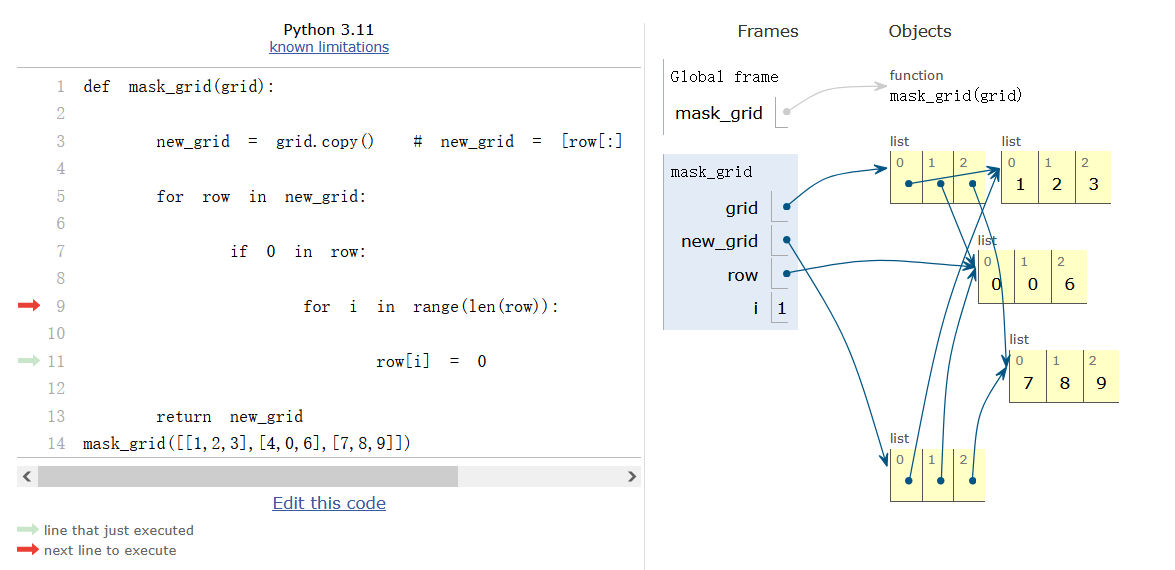 Python 3.11
known limitations
1 def mask_grid(grid):
2
3 new_grid = grid.copy() # new_grid = [row[:]
4
5 for row in new_grid:
6
7 if 0 in row:
8
9 for i in range(len(row)):
10
11 row[i] = 0
12
13 return new_grid
14 mask_grid([[1,2,3],[4,0,6],[7,8,9]])
Edit this code
line that just executed
next line to execute
Frames Objects
Global frame
mask_grid
function
mask_grid(grid)
mask_grid
grid
new_grid
row
i 1
list
0 1 2
list
0 1 2
1 2 3
list
0 1 2
0 0 6
list
0 1 2
7 8 9
list
0 1 2